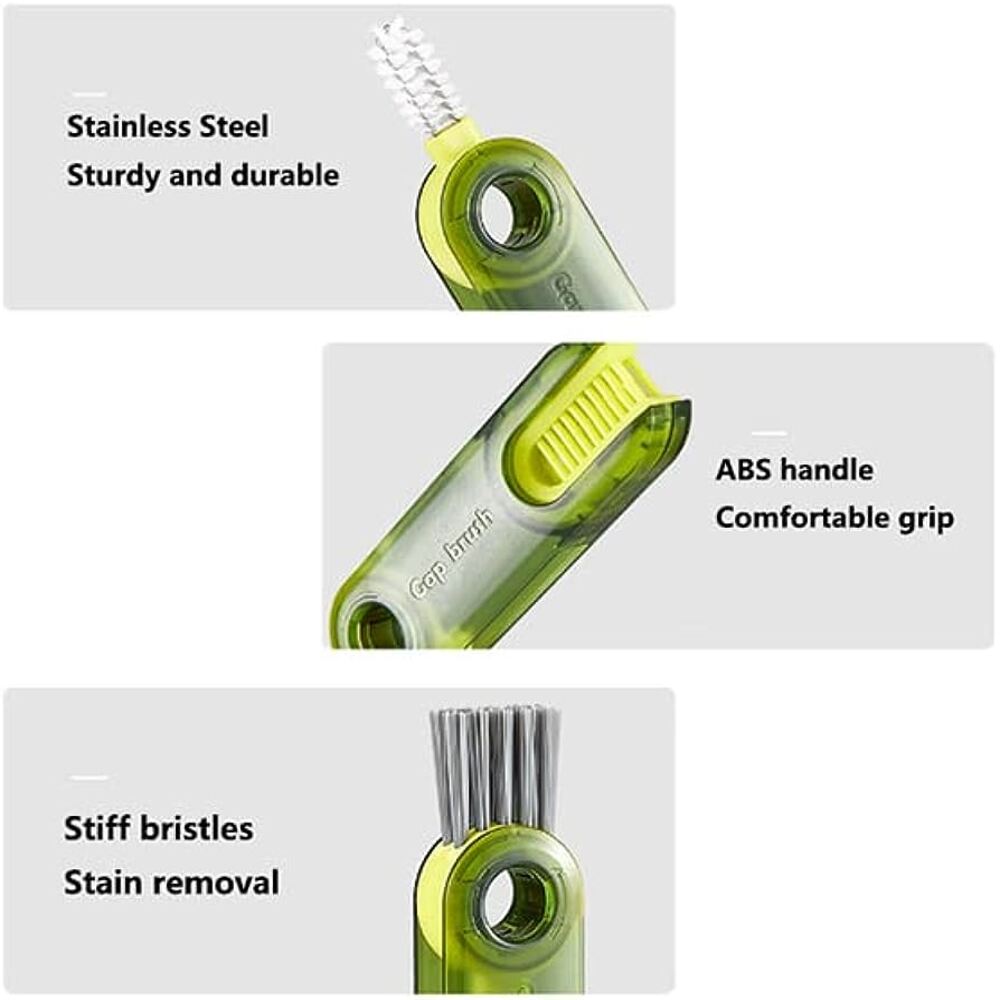 Stainless Steel
Sturdy and durable
Gap brush
ABS handle
Comfortable grip
Stiff bristles
Stain removal